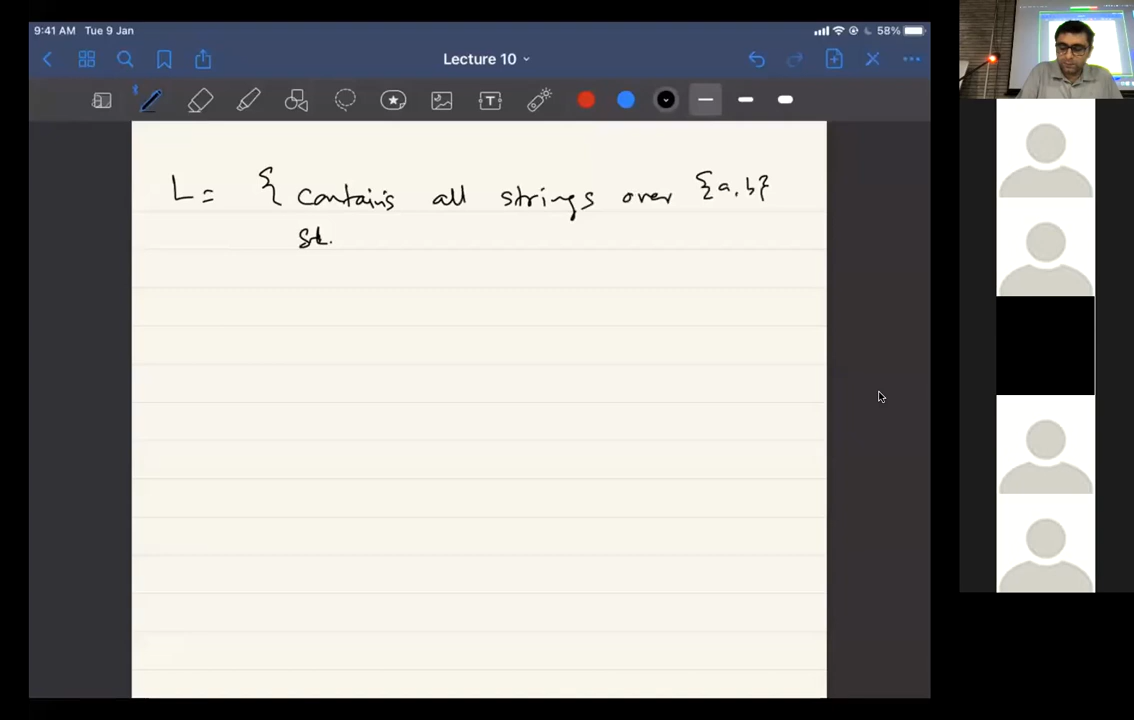 9:41 AM Tue 9 Jan 58%
Lecture 10
L = { contains all strings over {a, b}
st.